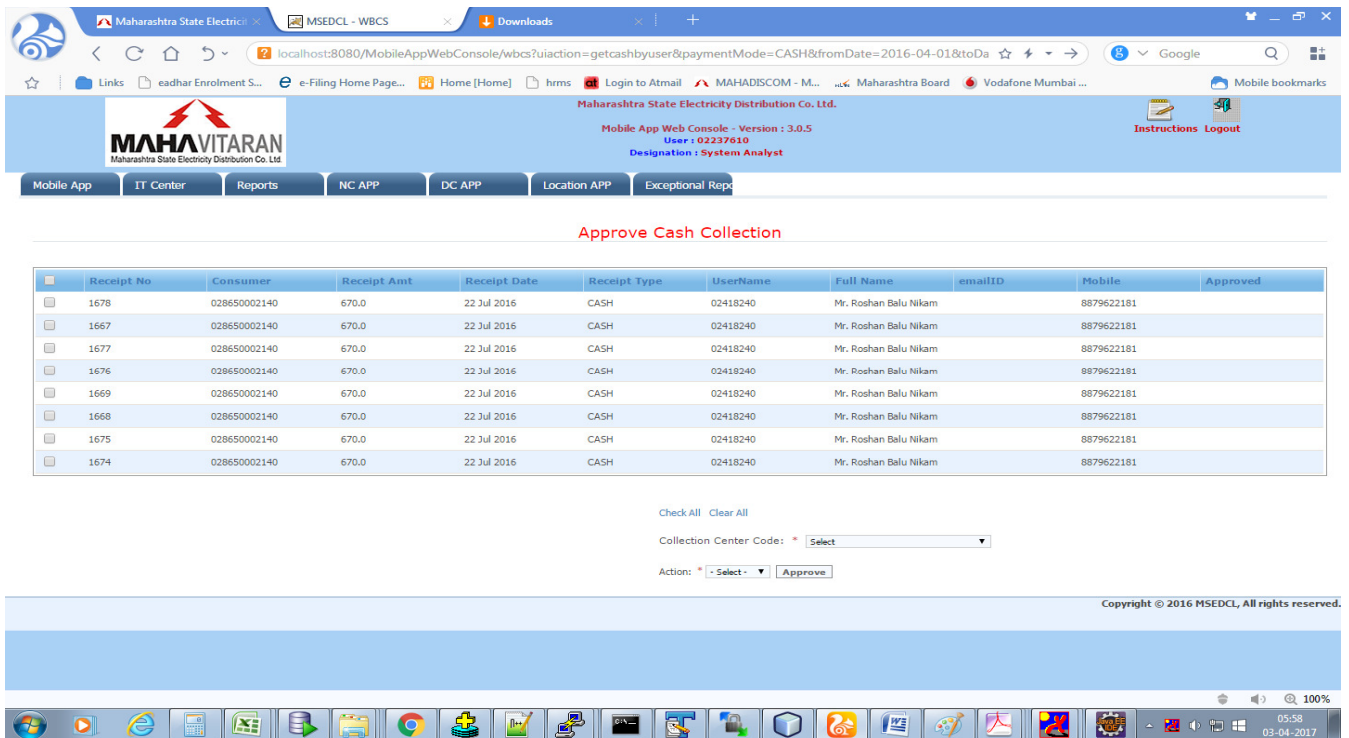 Maharashtra State Electricit
MSEDCL - WBCS
Downloads
localhost:8080/MobileAppWebConsole/wbcs?uiaction=getcashbyuser&paymentMode=CASH&fromDate=2016-04-01&toDa
Google
Links eadhar Enrolment S... e-Filing Home Page... Home [Home] hrms Login to Atmail MAHADISCOM - M... Maharashtra Board Vodafone Mumbai ... Mobile bookmarks
MAHAVITARAN
Maharashtra State Electricity Distribution Co. Ltd.
Maharashtra State Electricity Distribution Co. Ltd.
Mobile App Web Console - Version : 3.0.5
User : 02237610
Designation : System Analyst
Instructions Logout
Mobile App IT Center Reports NC APP DC APP Location APP Exceptional Repo
Approve Cash Collection
Receipt No Consumer Receipt Amt Receipt Date Receipt Type UserName Full Name emailID Mobile Approved
1678 028650002140 670.0 22 Jul 2016 CASH 02418240 Mr. Roshan Balu Nikam 8879622181
1667 028650002140 670.0 22 Jul 2016 CASH 02418240 Mr. Roshan Balu Nikam 8879622181
1677 028650002140 670.0 22 Jul 2016 CASH 02418240 Mr. Roshan Balu Nikam 8879622181
1676 028650002140 670.0 22 Jul 2016 CASH 02418240 Mr. Roshan Balu Nikam 8879622181
1669 028650002140 670.0 22 Jul 2016 CASH 02418240 Mr. Roshan Balu Nikam 8879622181
1668 028650002140 670.0 22 Jul 2016 CASH 02418240 Mr. Roshan Balu Nikam 8879622181
1675 028650002140 670.0 22 Jul 2016 CASH 02418240 Mr. Roshan Balu Nikam 8879622181
1674 028650002140 670.0 22 Jul 2016 CASH 02418240 Mr. Roshan Balu Nikam 8879622181
Check All Clear All
Collection Center Code: * Select
Action: * - Select - Approve
Copyright © 2016 MSEDCL, All rights reserved.
100%
05:58
03-04-2017